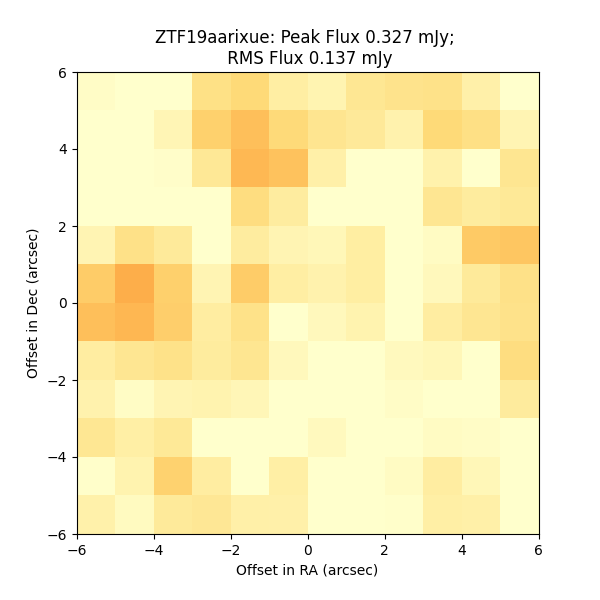 ZTF19aarixue: Peak Flux 0.327 mJy;
RMS Flux 0.137 mJy
6
4
2
0
−2
−4
−6
Offset in Dec (arcsec)
−6 −4 −2 0 2 4 6
Offset in RA (arcsec)